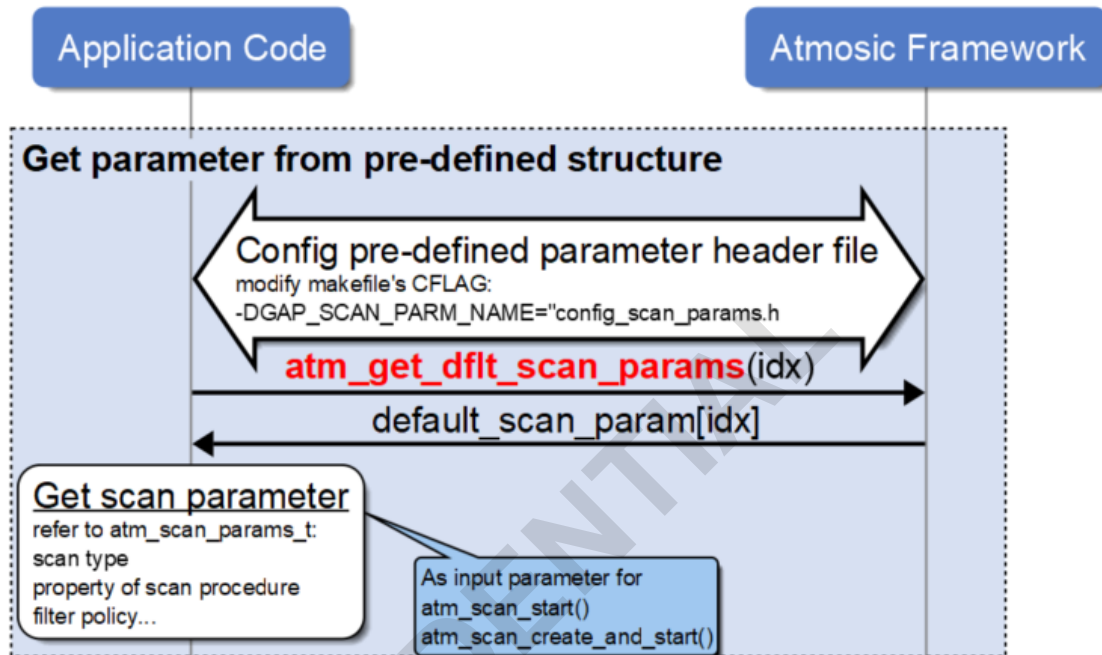 Application Code
Atmosic Framework
Get parameter from pre-defined structure
Config pre-defined parameter header file
modify makefile's CFLAG:
-DGAP_SCAN_PARM_NAME="config_scan_params.h
atm_get_dflt_scan_params(idx)
default_scan_param[idx]
Get scan parameter
refer to atm_scan_params_t:
scan type
property of scan procedure
filter policy...
As input parameter for
atm_scan_start()
atm_scan_create_and_start()
DENTIAL